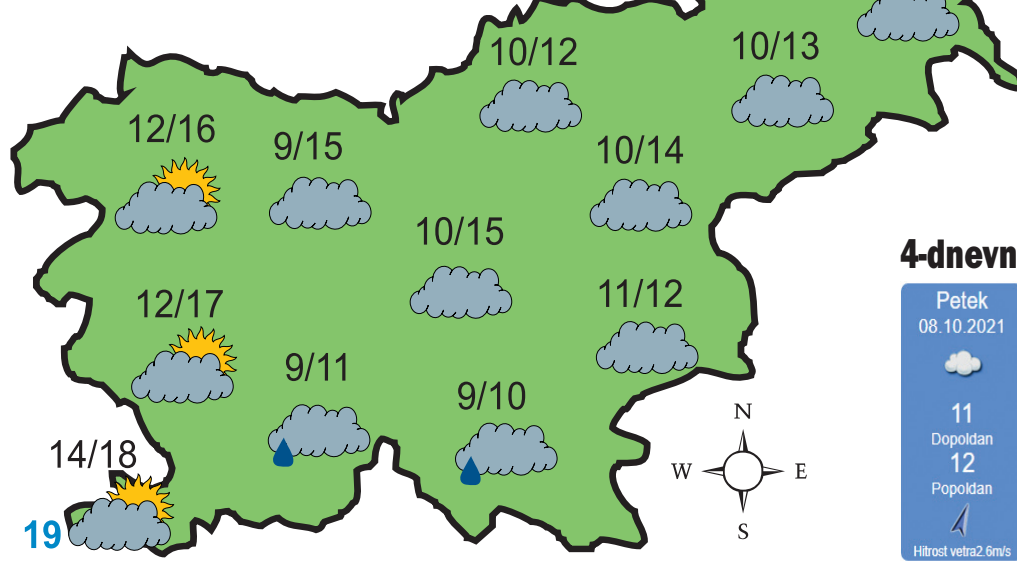 10/12
10/13
12/16
9/15
10/14
10/15
12/17
11/12
9/11
9/10
14/18
19
N
W
E
S
4-dnevn
Petek
08.10.2021
11
Dopoldan
12
Popoldan
Hitrost vetra2.6m/s